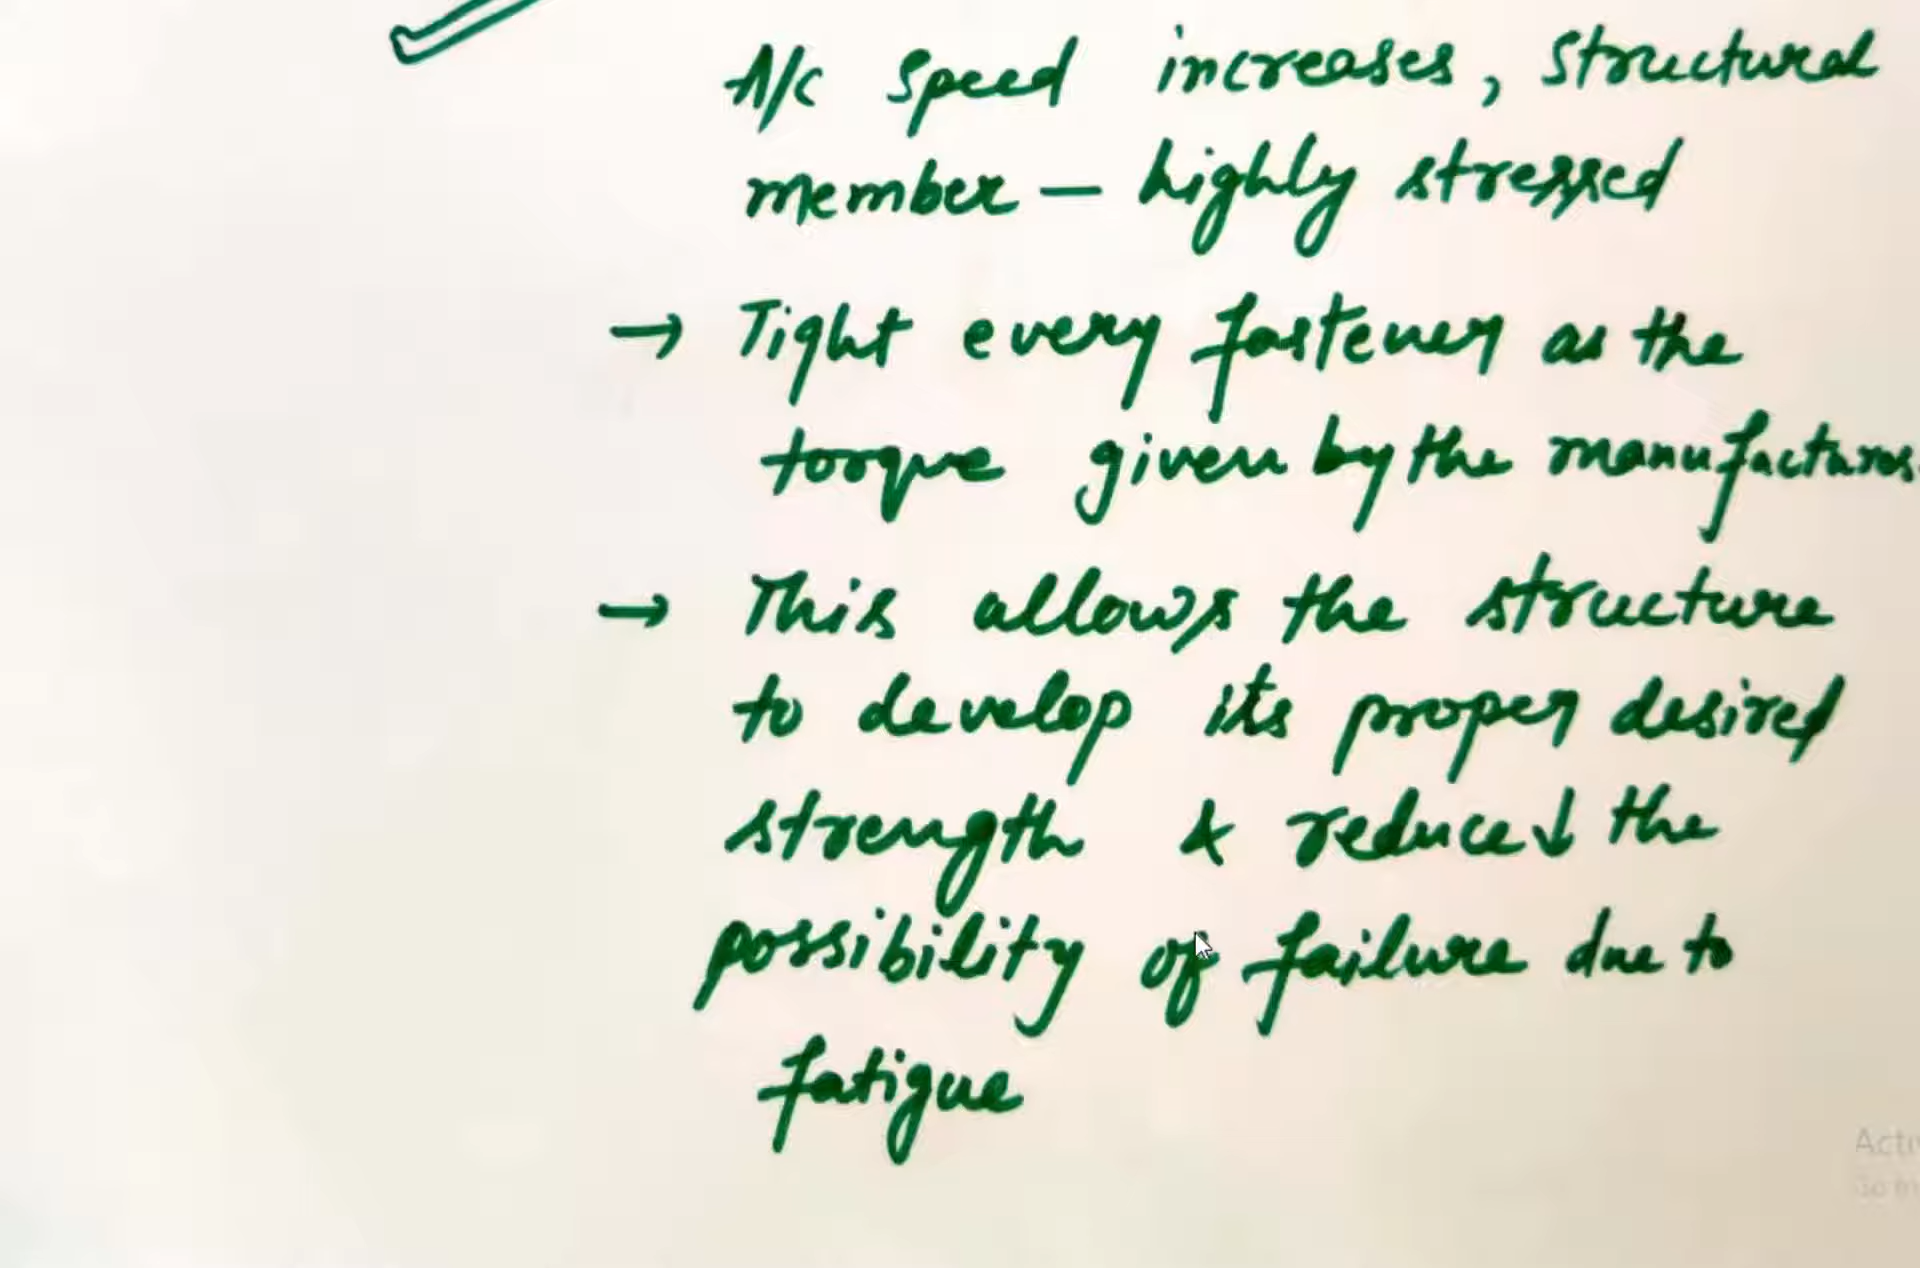 A/c speed increases, structural
member — highly stressed
→ Tight every fastener as the
torque given by the manufacturer.
→ This allows the structure
to develop its proper desired
strength & reduce↓ the
possibility of failure due to
fatigue